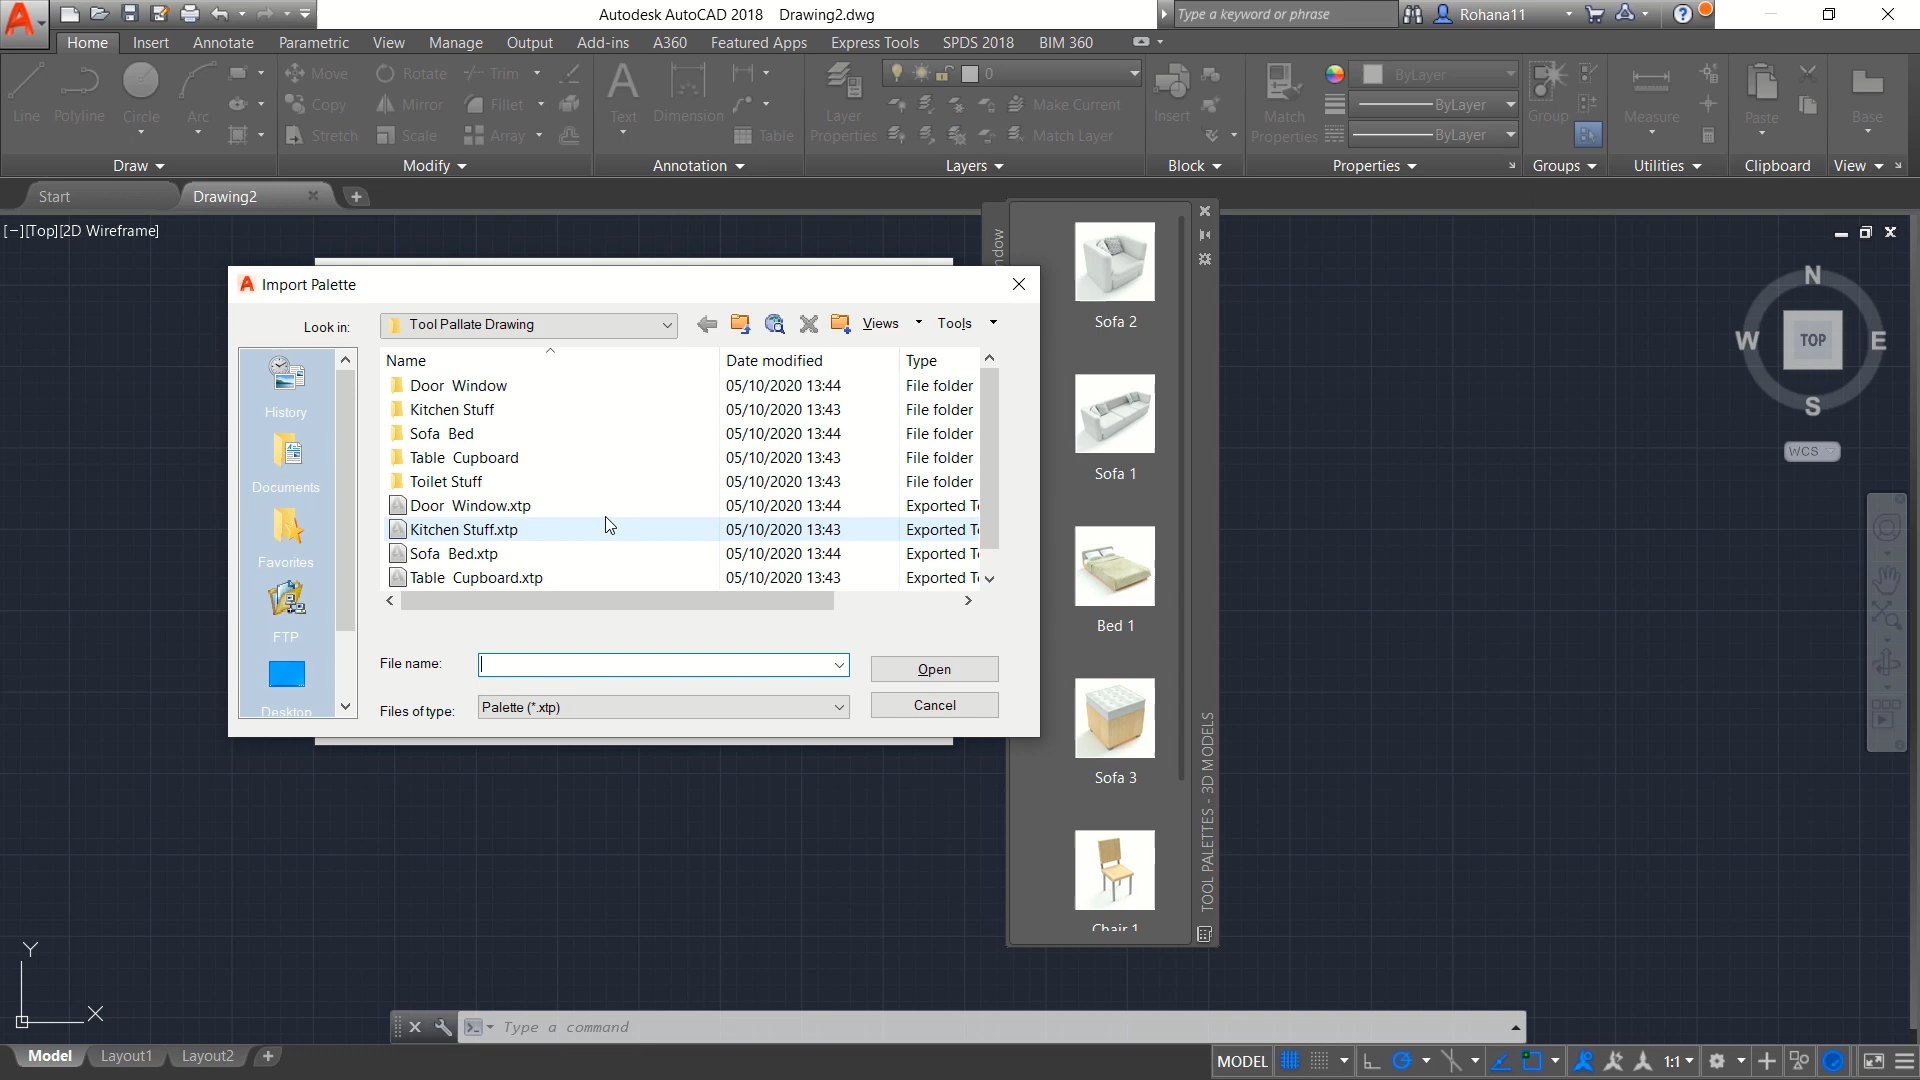 Autodesk AutoCAD 2018 Drawing2.dwg
Type a keyword or phrase
Rohana11
Home Insert Annotate Parametric View Manage Output Add-ins A360 Featured Apps Express Tools SPDS 2018 BIM 360
Line Polyline Circle Arc
Move Rotate Trim
Copy Mirror Fillet
Stretch Scale Array
Text Dimension Table
Layer Properties
0
Make Current
Match Layer
Insert
Match Properties
ByLayer
ByLayer
ByLayer
Group
Measure
Paste
Base
Draw Modify Annotation Layers Block Properties Groups Utilities Clipboard View
Start Drawing2
[−][Top][2D Wireframe]
Import Palette
Look in: Tool Pallate Drawing Views Tools
Name Date modified Type
Door Window 05/10/2020 13:44 File folder
Kitchen Stuff 05/10/2020 13:43 File folder
Sofa Bed 05/10/2020 13:44 File folder
Table Cupboard 05/10/2020 13:43 File folder
Toilet Stuff 05/10/2020 13:43 File folder
Door Window.xtp 05/10/2020 13:44 Exported T
Kitchen Stuff.xtp 05/10/2020 13:43 Exported T
Sofa Bed.xtp 05/10/2020 13:44 Exported T
Table Cupboard.xtp 05/10/2020 13:43 Exported T
History
Documents
Favorites
FTP
Desktop
File name: Open
Files of type: Palette (*.xtp) Cancel
ndow
Sofa 2
Sofa 1
Bed 1
Sofa 3
Chair 1
TOOL PALETTES - 3D MODELS
N
W TOP E
S
WCS
Y
X
Type a command
Model Layout1 Layout2
MODEL 1:1